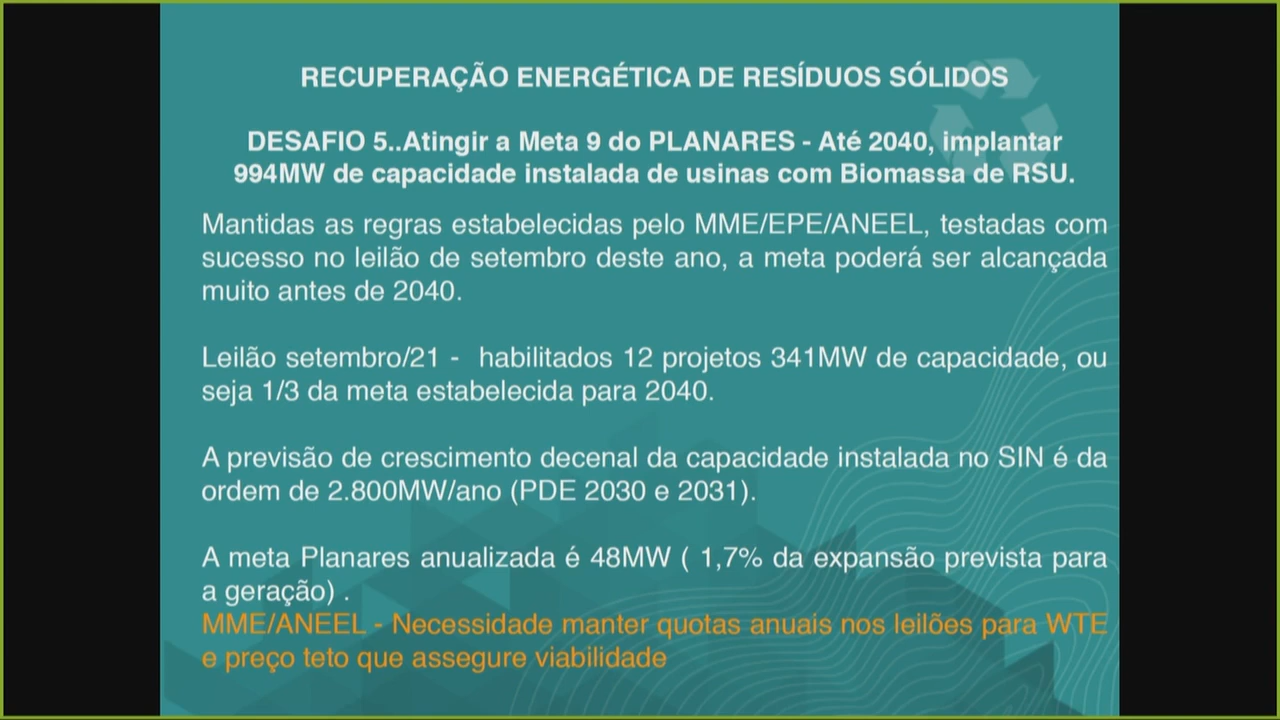 RECUPERAÇÃO ENERGÉTICA DE RESÍDUOS SÓLIDOS
DESAFIO 5..Atingir a Meta 9 do PLANARES - Até 2040, implantar
994MW de capacidade instalada de usinas com Biomassa de RSU.
Mantidas as regras estabelecidas pelo MME/EPE/ANEEL, testadas com
sucesso no leilão de setembro deste ano, a meta poderá ser alcançada
muito antes de 2040.
Leilão setembro/21 - habilitados 12 projetos 341MW de capacidade, ou
seja 1/3 da meta estabelecida para 2040.
A previsão de crescimento decenal da capacidade instalada no SIN é da
ordem de 2.800MW/ano (PDE 2030 e 2031).
A meta Planares anualizada é 48MW ( 1,7% da expansão prevista para
a geração) .
MME/ANEEL - Necessidade manter quotas anuais nos leilões para WTE
e preço teto que assegure viabilidade